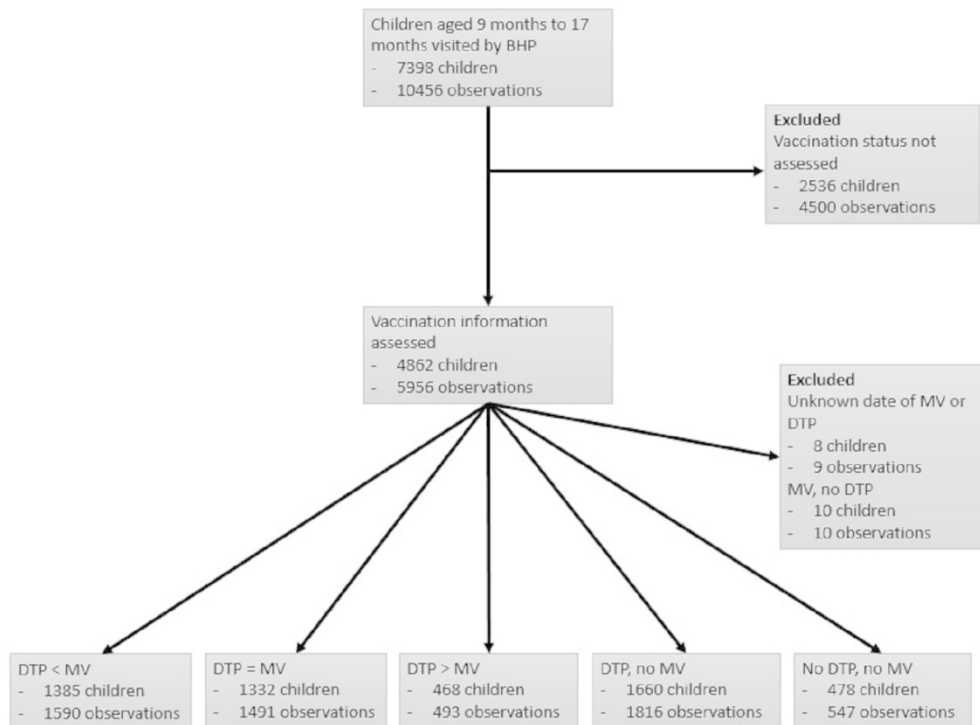 Children aged 9 months to 17
months visited by BHP
- 7398 children
- 10456 observations
Excluded
Vaccination status not
assessed
- 2536 children
- 4500 observations
Vaccination information
assessed
- 4862 children
- 5956 observations
Excluded
Unknown date of MV or
DTP
- 8 children
- 9 observations
MV, no DTP
- 10 children
- 10 observations
DTP < MV
- 1385 children
- 1590 observations
DTP = MV
- 1332 children
- 1491 observations
DTP > MV
- 468 children
- 493 observations
DTP, no MV
- 1660 children
- 1816 observations
No DTP, no MV
- 478 children
- 547 observations